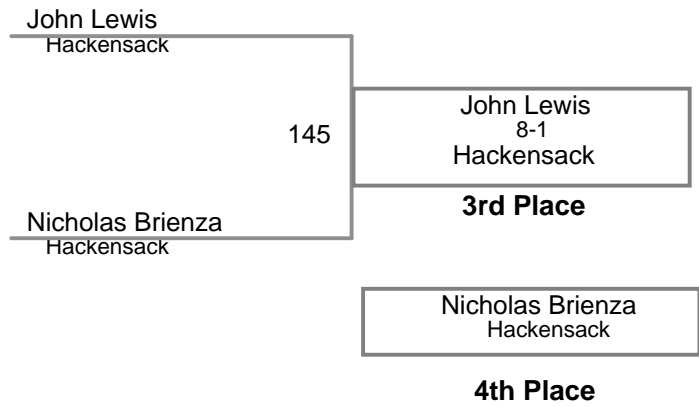 John Lewis
Hackensack
145
John Lewis
8-1
Hackensack
3rd Place
Nicholas Brienza
Hackensack
Nicholas Brienza
Hackensack
4th Place